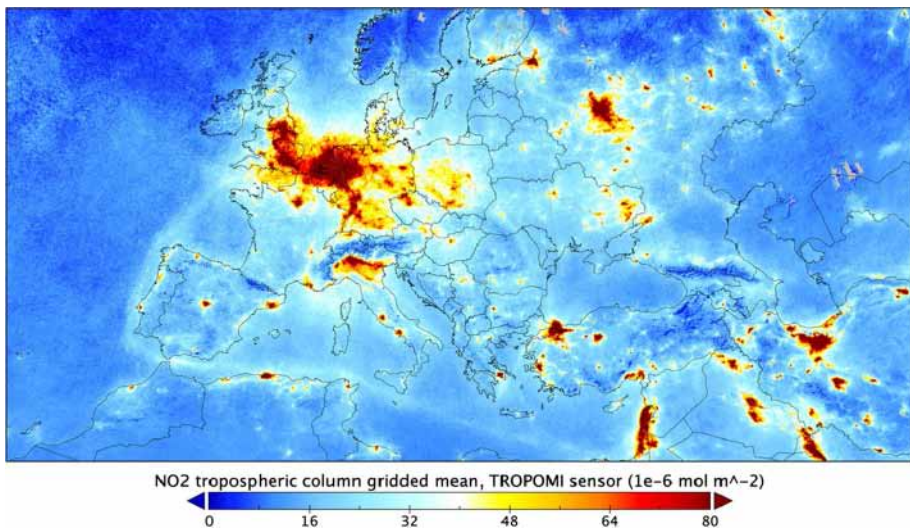 NO2 tropospheric column gridded mean, TROPOMI sensor (1e-6 mol m^-2)
0 16 32 48 64 80